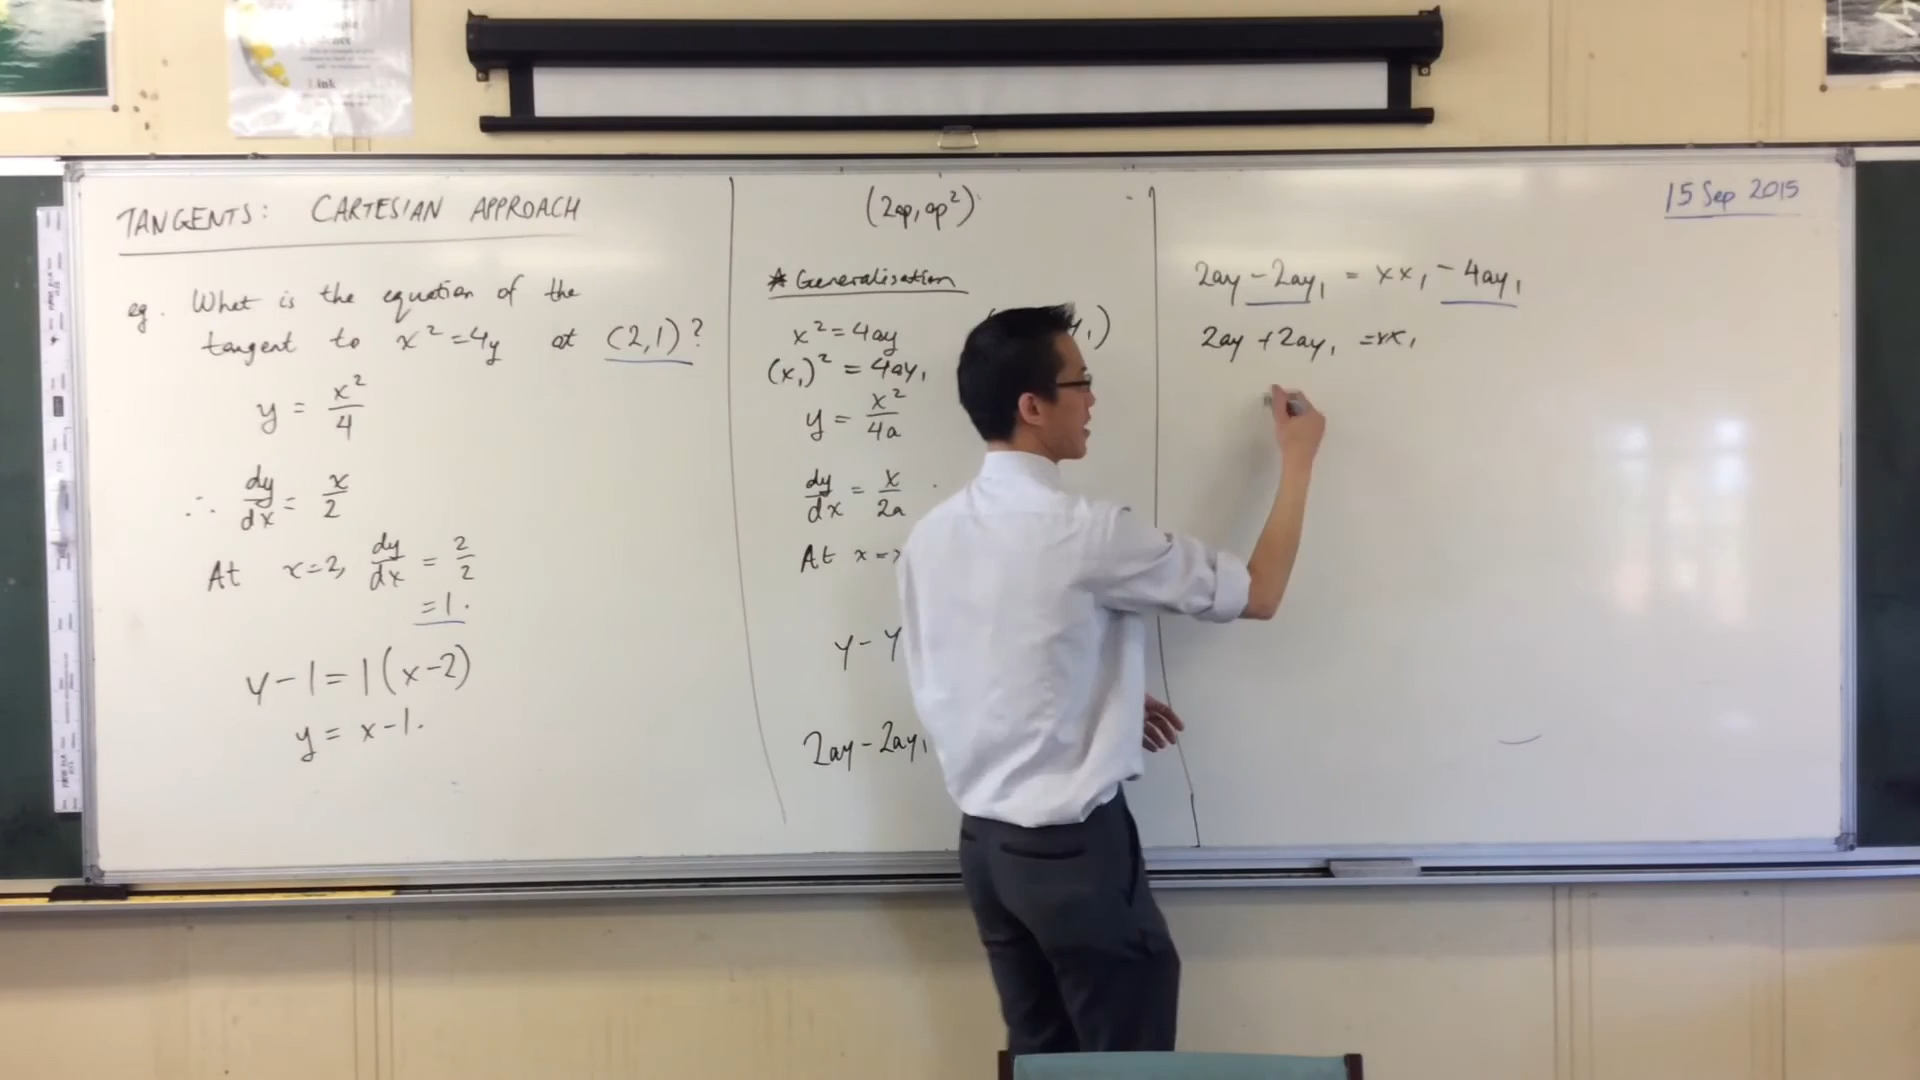 TANGENTS: CARTESIAN APPROACH
eg. What is the equation of the
tangent to x² = 4y at (2,1)?
y = x²/4
∴ dy/dx = x/2
At x=2, dy/dx = 2/2
=1.
y-1=1(x-2)
y = x-1.
(2ap, ap²)
* Generalisation
x² = 4ay
(x₁)² = 4ay₁
y = x²/4a
dy/dx = x/2a
At x =
y - y
2ay - 2ay₁
15 Sep 2015
2ay - 2ay₁ = xx₁ - 4ay₁
2ay + 2ay₁ = xx₁
Link